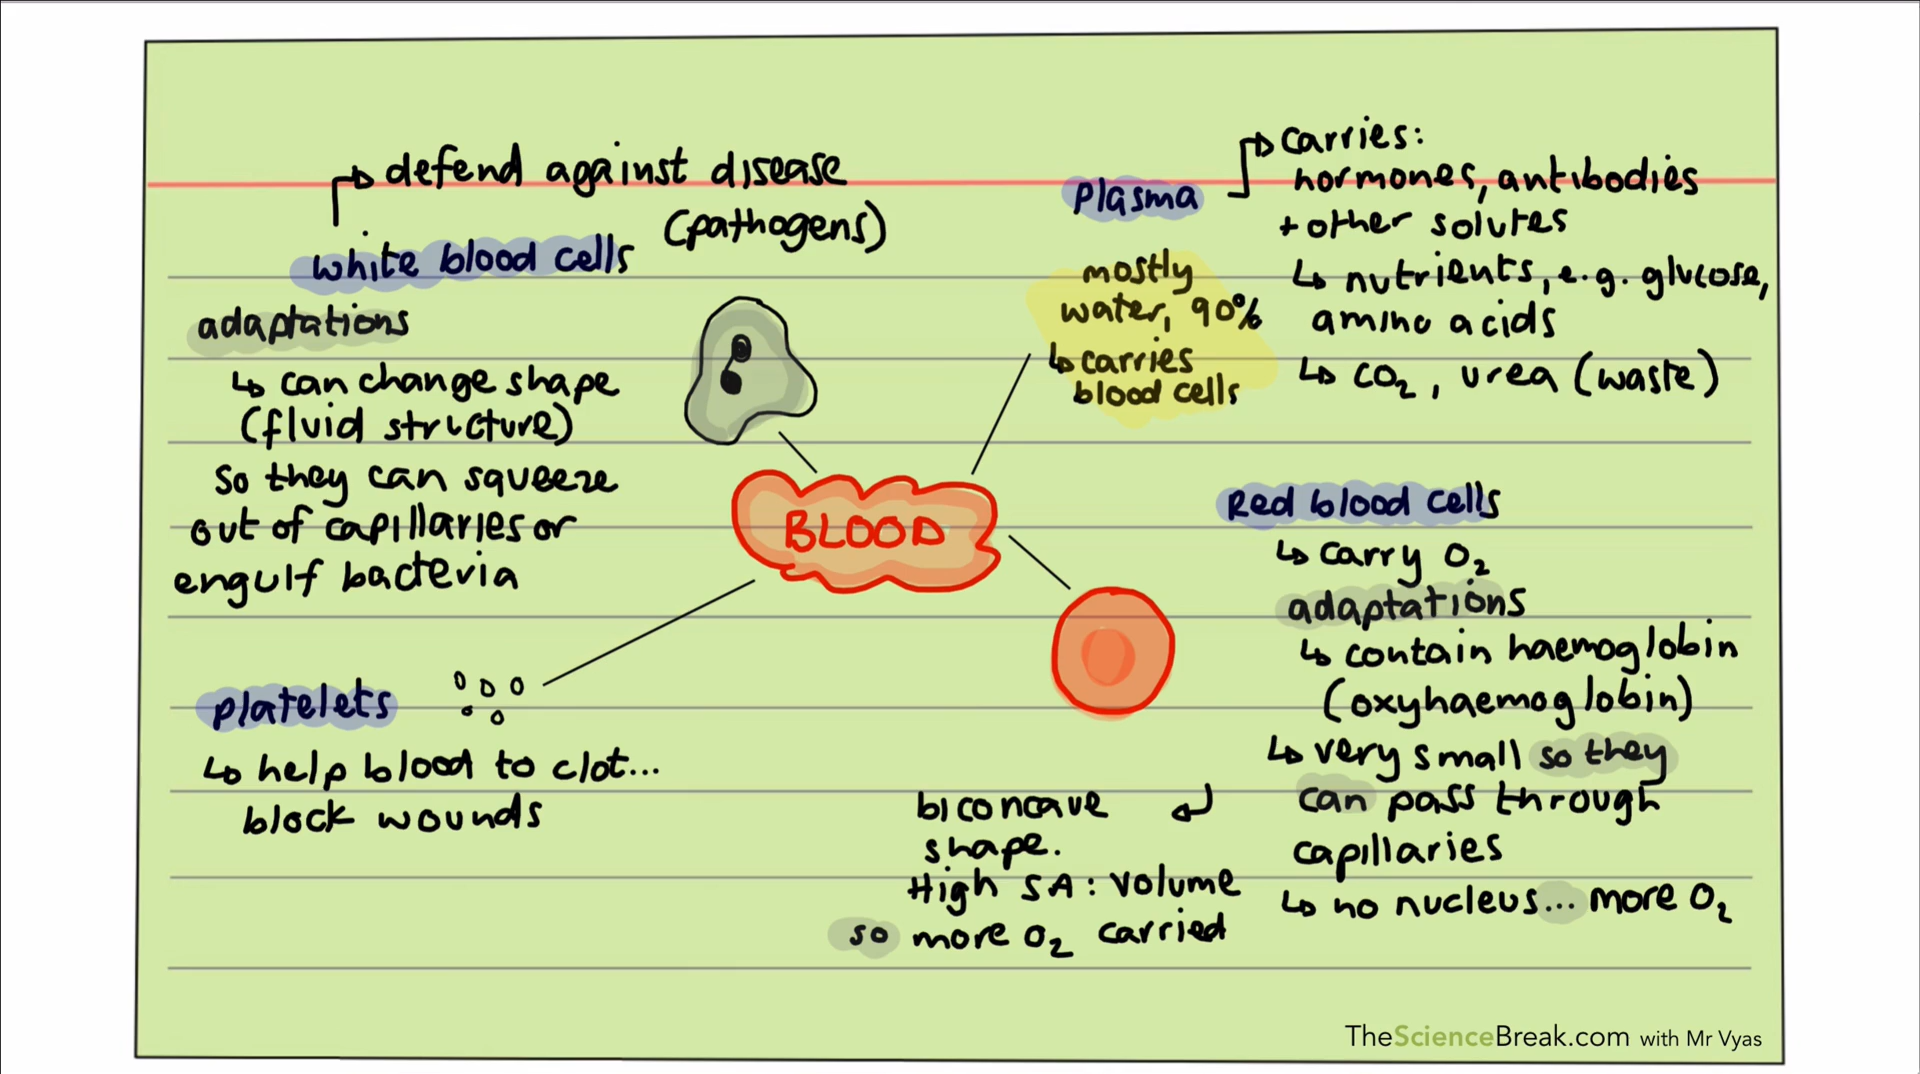 defend against disease
(pathogens)
white blood cells
adaptations
↳ can change shape
(fluid structure)
so they can squeeze
out of capillaries or
engulf bacteria
Plasma
carries:
hormones, antibodies
+ other solutes
↳ nutrients, e.g. glucose,
amino acids
↳ CO₂, urea (waste)
mostly
water, 90%
↳ carries
blood cells
BLOOD
Red blood cells
↳ carry O₂
adaptations
↳ contain haemoglobin
(oxyhaemoglobin)
↳ very small so they
can pass through
capillaries
↳ no nucleus... more O₂
biconcave
shape.
High SA: volume
so more O₂ carried
platelets
↳ help blood to clot...
block wounds
TheScienceBreak.com with Mr Vyas